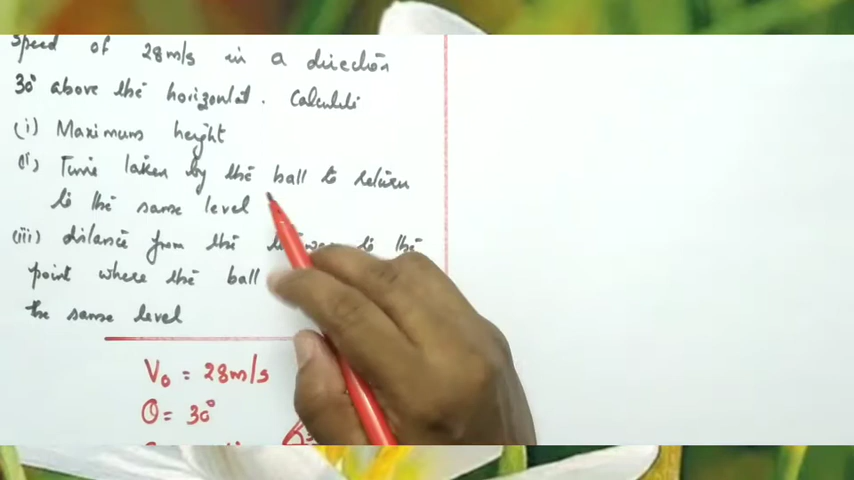 speed of 28m/s in a direction
30° above the horizontal. Calculate
(i) Maximum height
(ii) Time taken by the ball to return
to the same level
(iii) distance from the to the
point where the ball
the same level
V₀ = 28m/s
θ = 30°